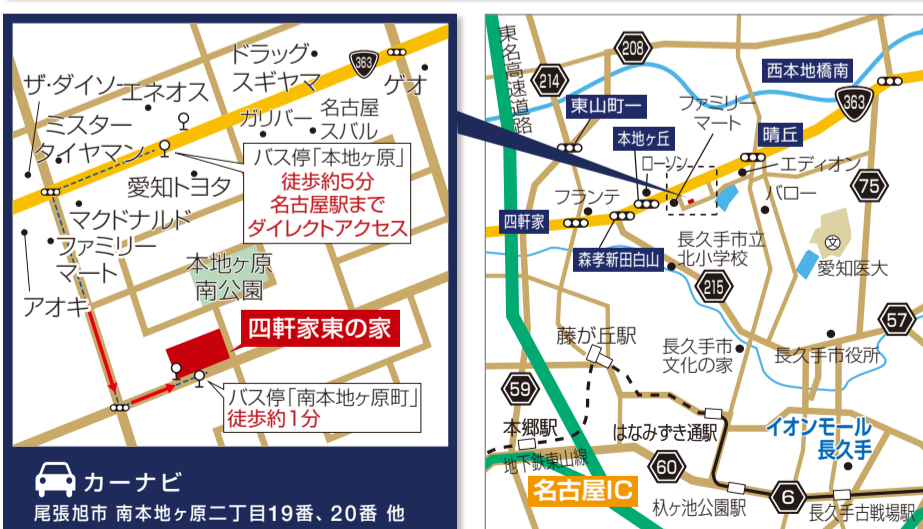 ドラッグ
スギヤマ
363
ゲオ
ザ・ダイソー
エネオス
ミスター
タイヤマン
ガリバー
名古屋
スバル
バス停「本地ヶ原」
徒歩約5分
名古屋駅まで
ダイレクトアクセス
愛知トヨタ
マクドナルド
ファミリー
マート
アオキ
本地ヶ原
南公園
四軒家東の家
バス停「南本地ヶ原町」
徒歩約1分
カーナビ
尾張旭市 南本地ヶ原二丁目19番、20番 他
東名高速道路
208
214
西本地橋南
363
東山町一
ファミリー
マート
本地ヶ丘
晴丘
ローソン
エディオン
フランテ
バロー
75
四軒家
森孝新田白山
長久手市立
北小学校
文
愛知医大
215
57
藤が丘駅
長久手市
文化の家
長久手市役所
59
本郷駅
はなみずき通駅
イオンモール
長久手
地下鉄東山線
60
名古屋IC
杁ヶ池公園駅
6
長久手古戦場駅